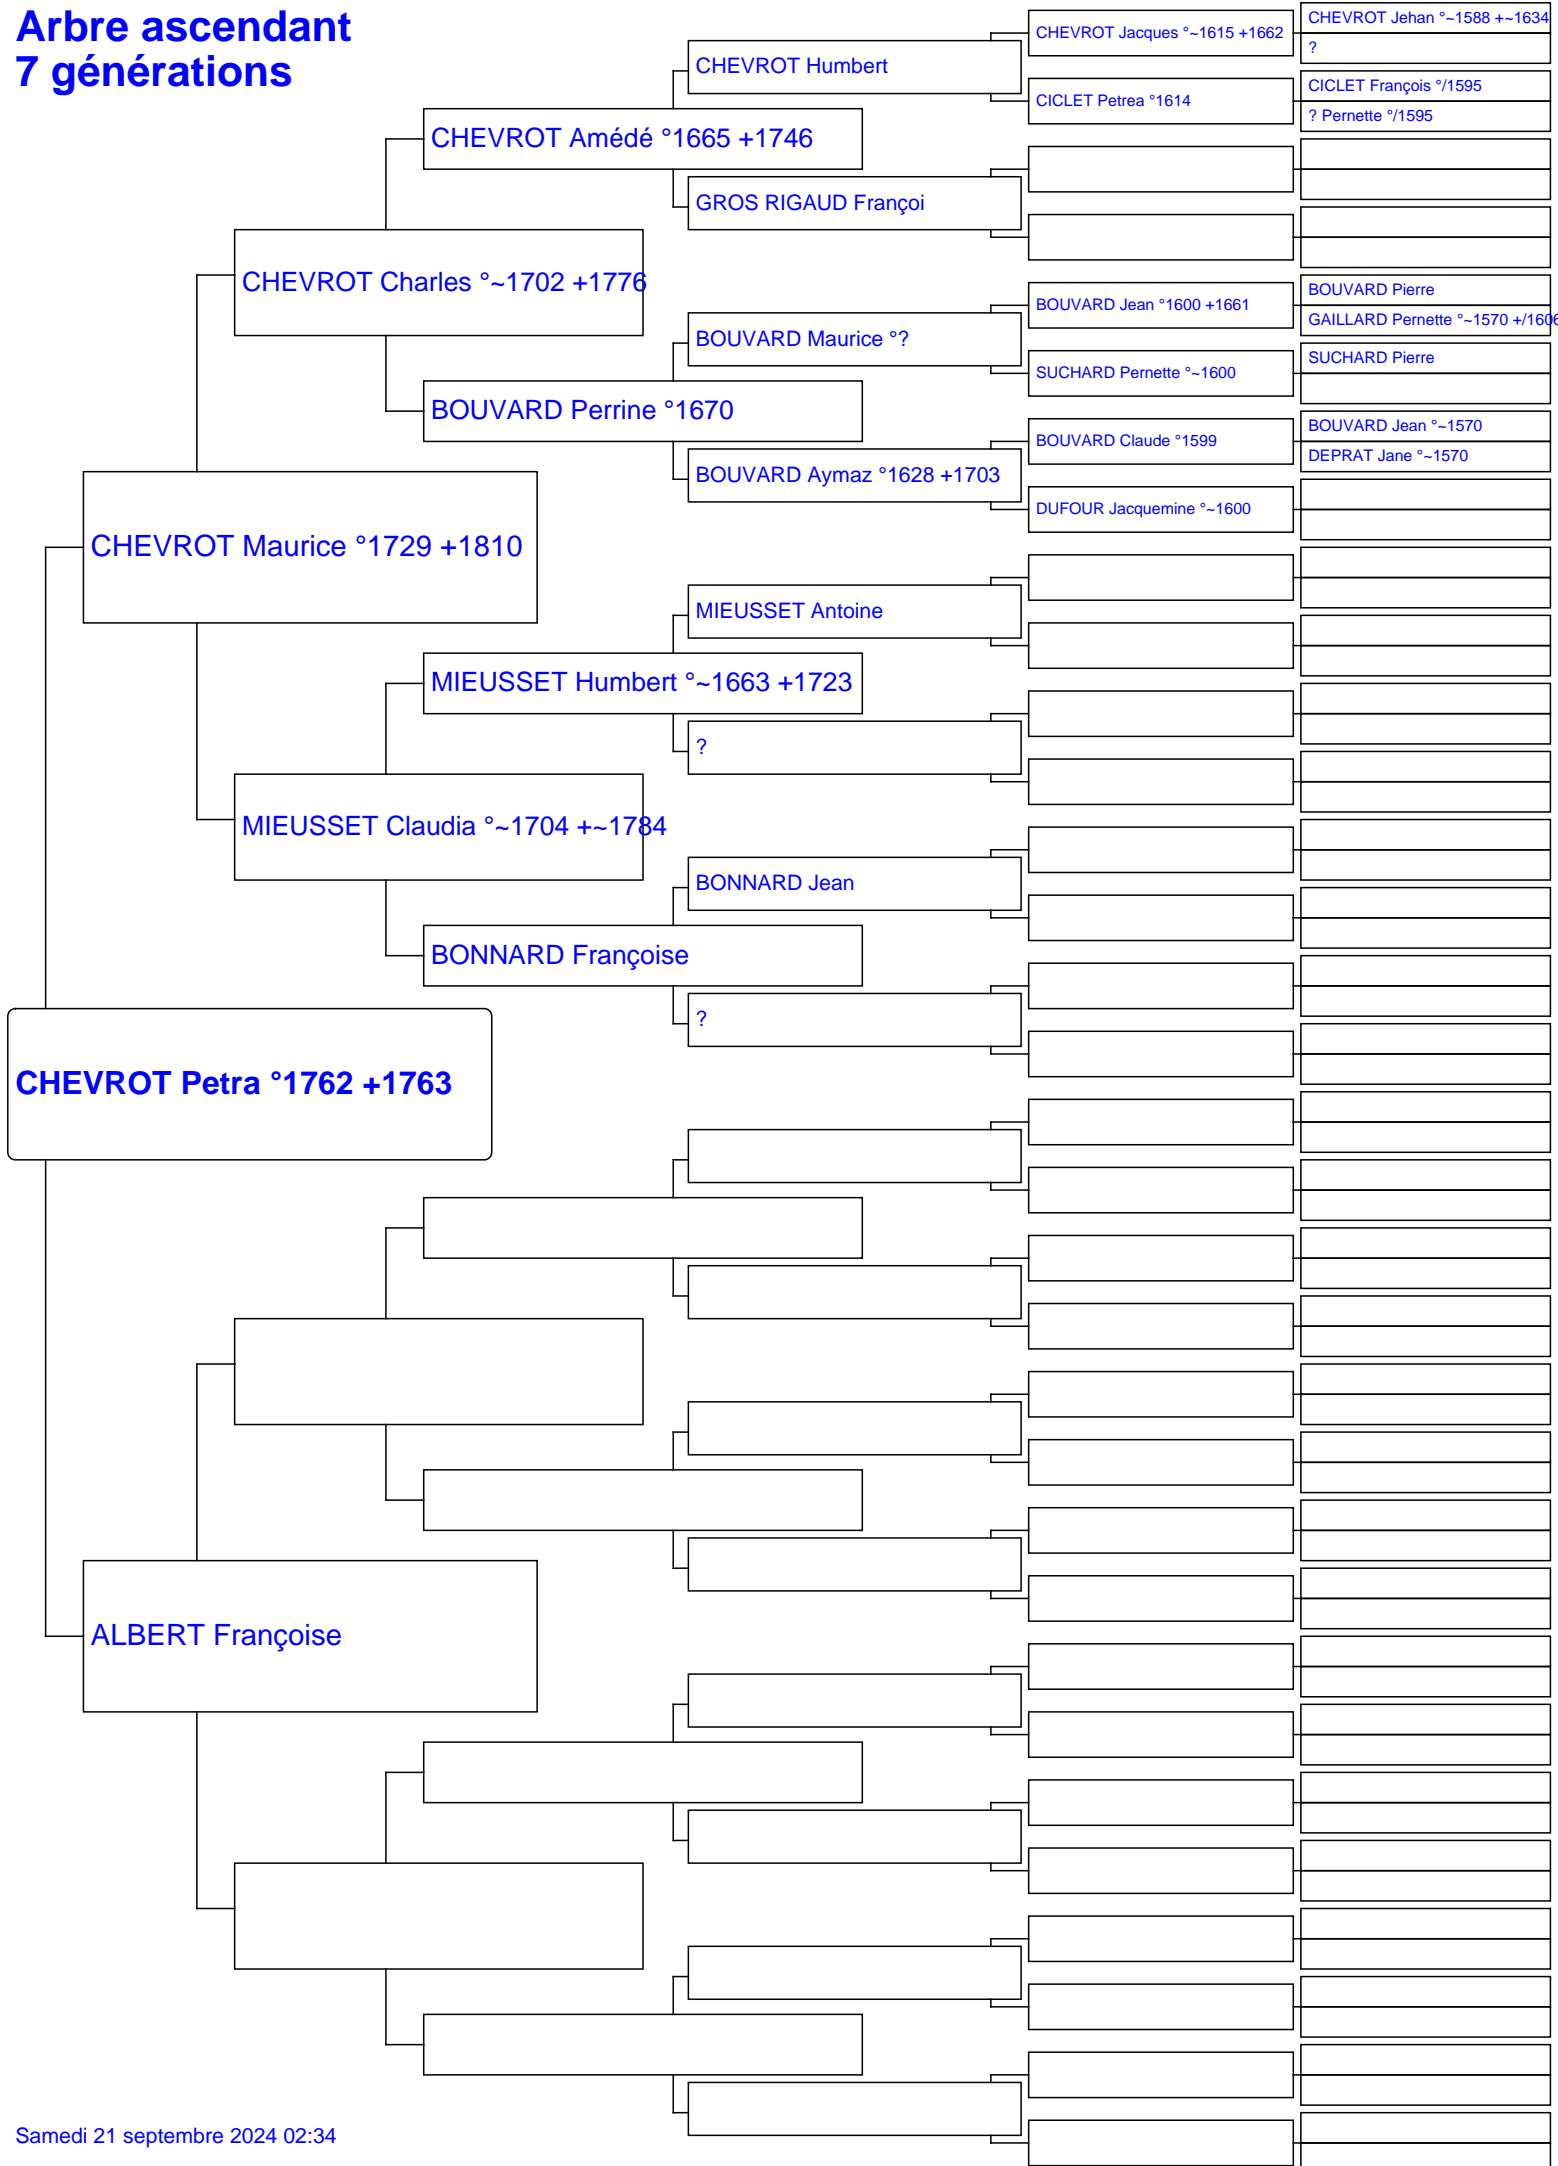 Arbre ascendant
7 générations
CHEVROT Jehan °~1588 +~1634
CHEVROT Jacques °~1615 +1662
?
CHEVROT Humbert
CICLET François °/1595
CICLET Petrea °1614
? Pernette °/1595
CHEVROT Amédé °1665 +1746
GROS RIGAUD Françoi
CHEVROT Charles °~1702 +1776
BOUVARD Pierre
BOUVARD Jean °1600 +1661
GAILLARD Pernette °~1570 +/1606
BOUVARD Maurice °?
SUCHARD Pierre
SUCHARD Pernette °~1600
BOUVARD Perrine °1670
BOUVARD Jean °~1570
BOUVARD Claude °1599
DEPRAT Jane °~1570
BOUVARD Aymaz °1628 +1703
DUFOUR Jacquemine °~1600
CHEVROT Maurice °1729 +1810
MIEUSSET Antoine
MIEUSSET Humbert °~1663 +1723
?
MIEUSSET Claudia °~1704 +~1784
BONNARD Jean
BONNARD Françoise
?
CHEVROT Petra °1762 +1763
ALBERT Françoise
Samedi 21 septembre 2024 02:34